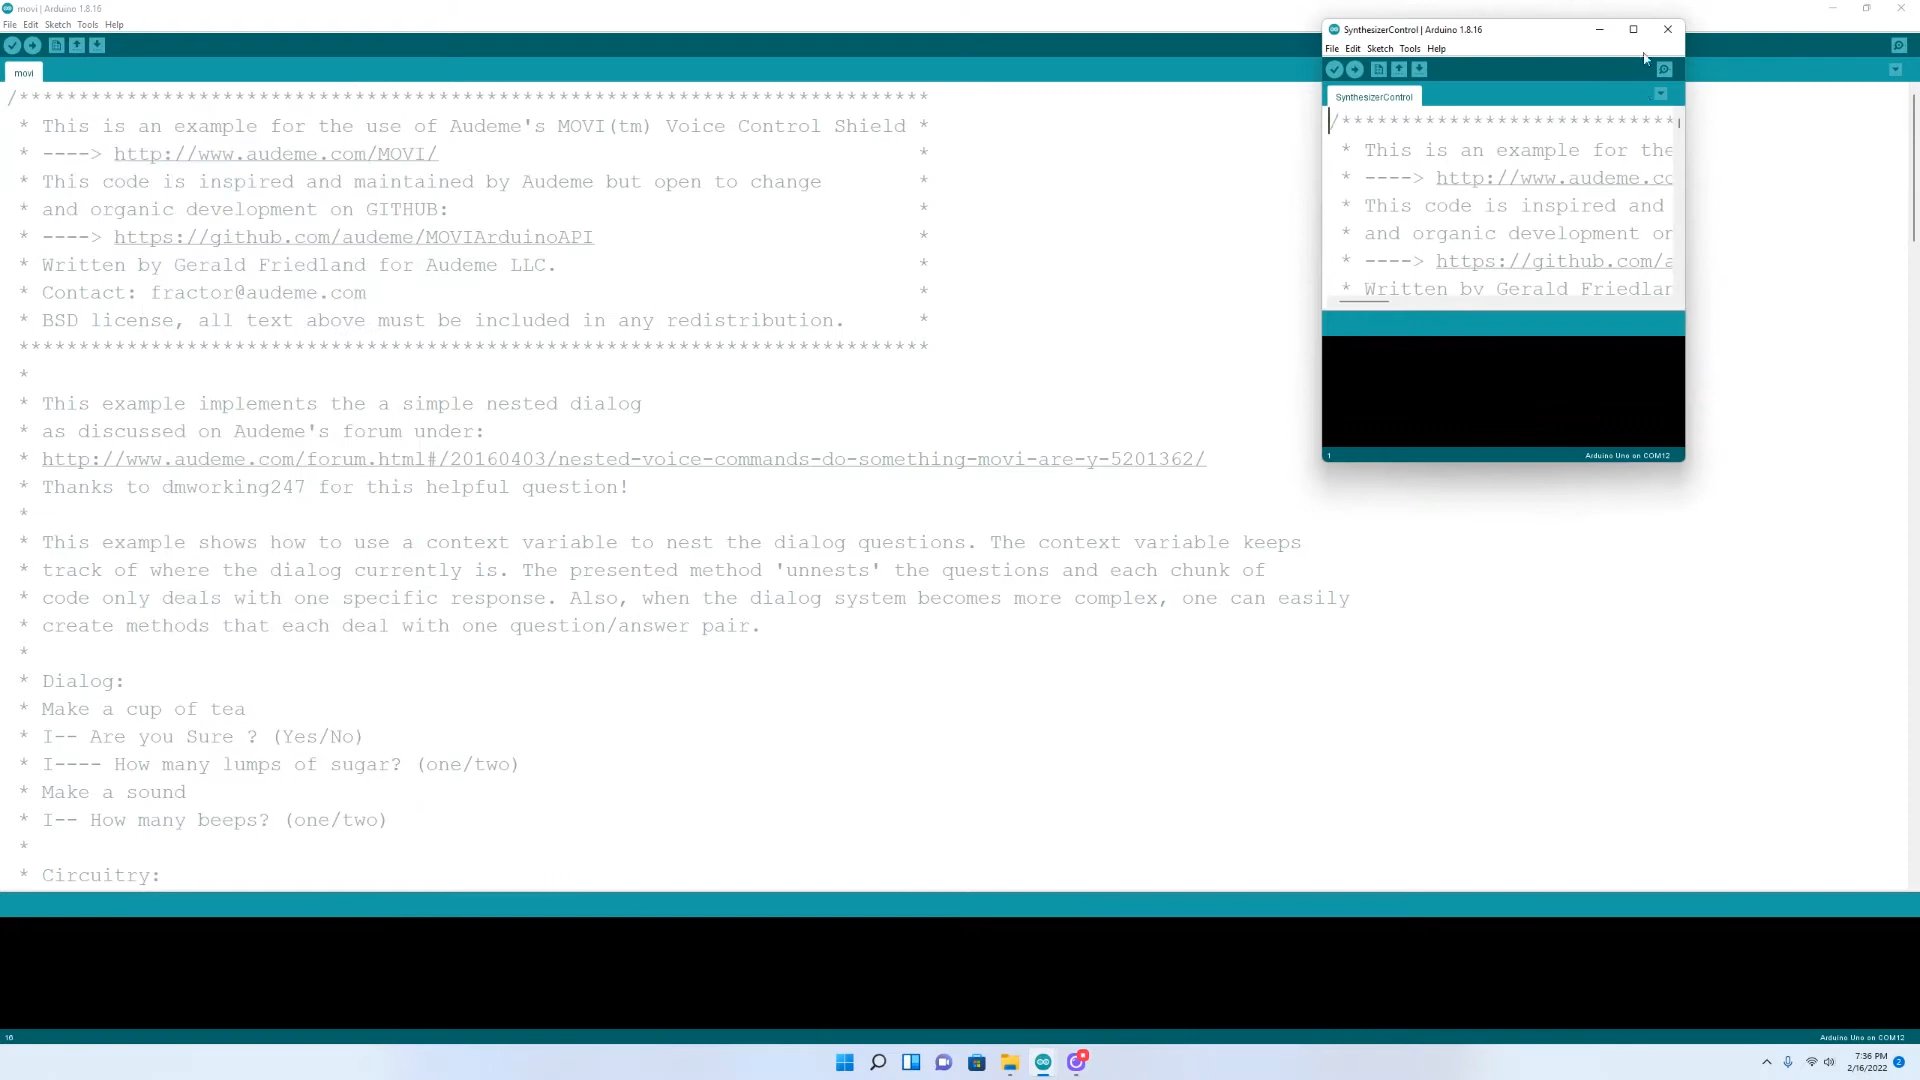 movi | Arduino 1.8.16
File Edit Sketch Tools Help
movi
/****************************************************************************
* This is an example for the use of Audeme's MOVI(tm) Voice Control Shield *
* ----> http://www.audeme.com/MOVI/ *
* This code is inspired and maintained by Audeme but open to change *
* and organic development on GITHUB: *
* ----> https://github.com/audeme/MOVIArduinoAPI *
* Written by Gerald Friedland for Audeme LLC. *
* Contact: fractor@audeme.com *
* BSD license, all text above must be included in any redistribution. *
****************************************************************************
*
* This example implements the a simple nested dialog
* as discussed on Audeme's forum under:
* http://www.audeme.com/forum.html#/20160403/nested-voice-commands-do-something-movi-are-y-5201362/
* Thanks to dmworking247 for this helpful question!
*
* This example shows how to use a context variable to nest the dialog questions. The context variable keeps
* track of where the dialog currently is. The presented method 'unnests' the questions and each chunk of
* code only deals with one specific response. Also, when the dialog system becomes more complex, one can easily
* create methods that each deal with one question/answer pair.
*
* Dialog:
* Make a cup of tea
* I-- Are you Sure ? (Yes/No)
* I---- How many lumps of sugar? (one/two)
* Make a sound
* I-- How many beeps? (one/two)
*
* Circuitry:
16
Arduino Uno on COM12
SynthesizerControl | Arduino 1.8.16
File Edit Sketch Tools Help
SynthesizerControl
/****************************
* This is an example for the
* ----> http://www.audeme.co
* This code is inspired and
* and organic development on
* ----> https://github.com/a
* Written by Gerald Friedlan
1
Arduino Uno on COM12
7:36 PM
2/16/2022
2